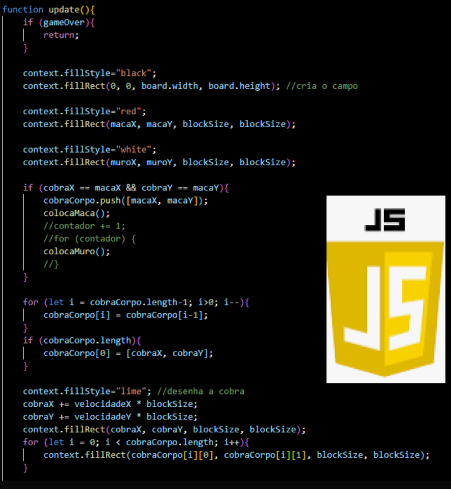 function update(){
if (gameOver){
return;
}
context.fillStyle="black";
context.fillRect(0, 0, board.width, board.height); //cria o campo
context.fillStyle="red";
context.fillRect(macaX, macaY, blockSize, blockSize);
context.fillStyle="white";
context.fillRect(muroX, muroY, blockSize, blockSize);
if (cobraX == macaX && cobraY == macaY){
cobraCorpo.push([macaX, macaY]);
colocaMaca();
//contador += 1;
//for (contador) {
colocaMuro();
//}
}
for (let i = cobraCorpo.length-1; i>0; i--){
cobraCorpo[i] = cobraCorpo[i-1];
}
if (cobraCorpo.length){
cobraCorpo[0] = [cobraX, cobraY];
}
context.fillStyle="lime"; //desenha a cobra
cobraX += velocidadeX * blockSize;
cobraY += velocidadeY * blockSize;
context.fillRect(cobraX, cobraY, blockSize, blockSize);
for (let i = 0; i < cobraCorpo.length; i++){
context.fillRect(cobraCorpo[i][0], cobraCorpo[i][1], blockSize, blockSize);
}
JS
JS